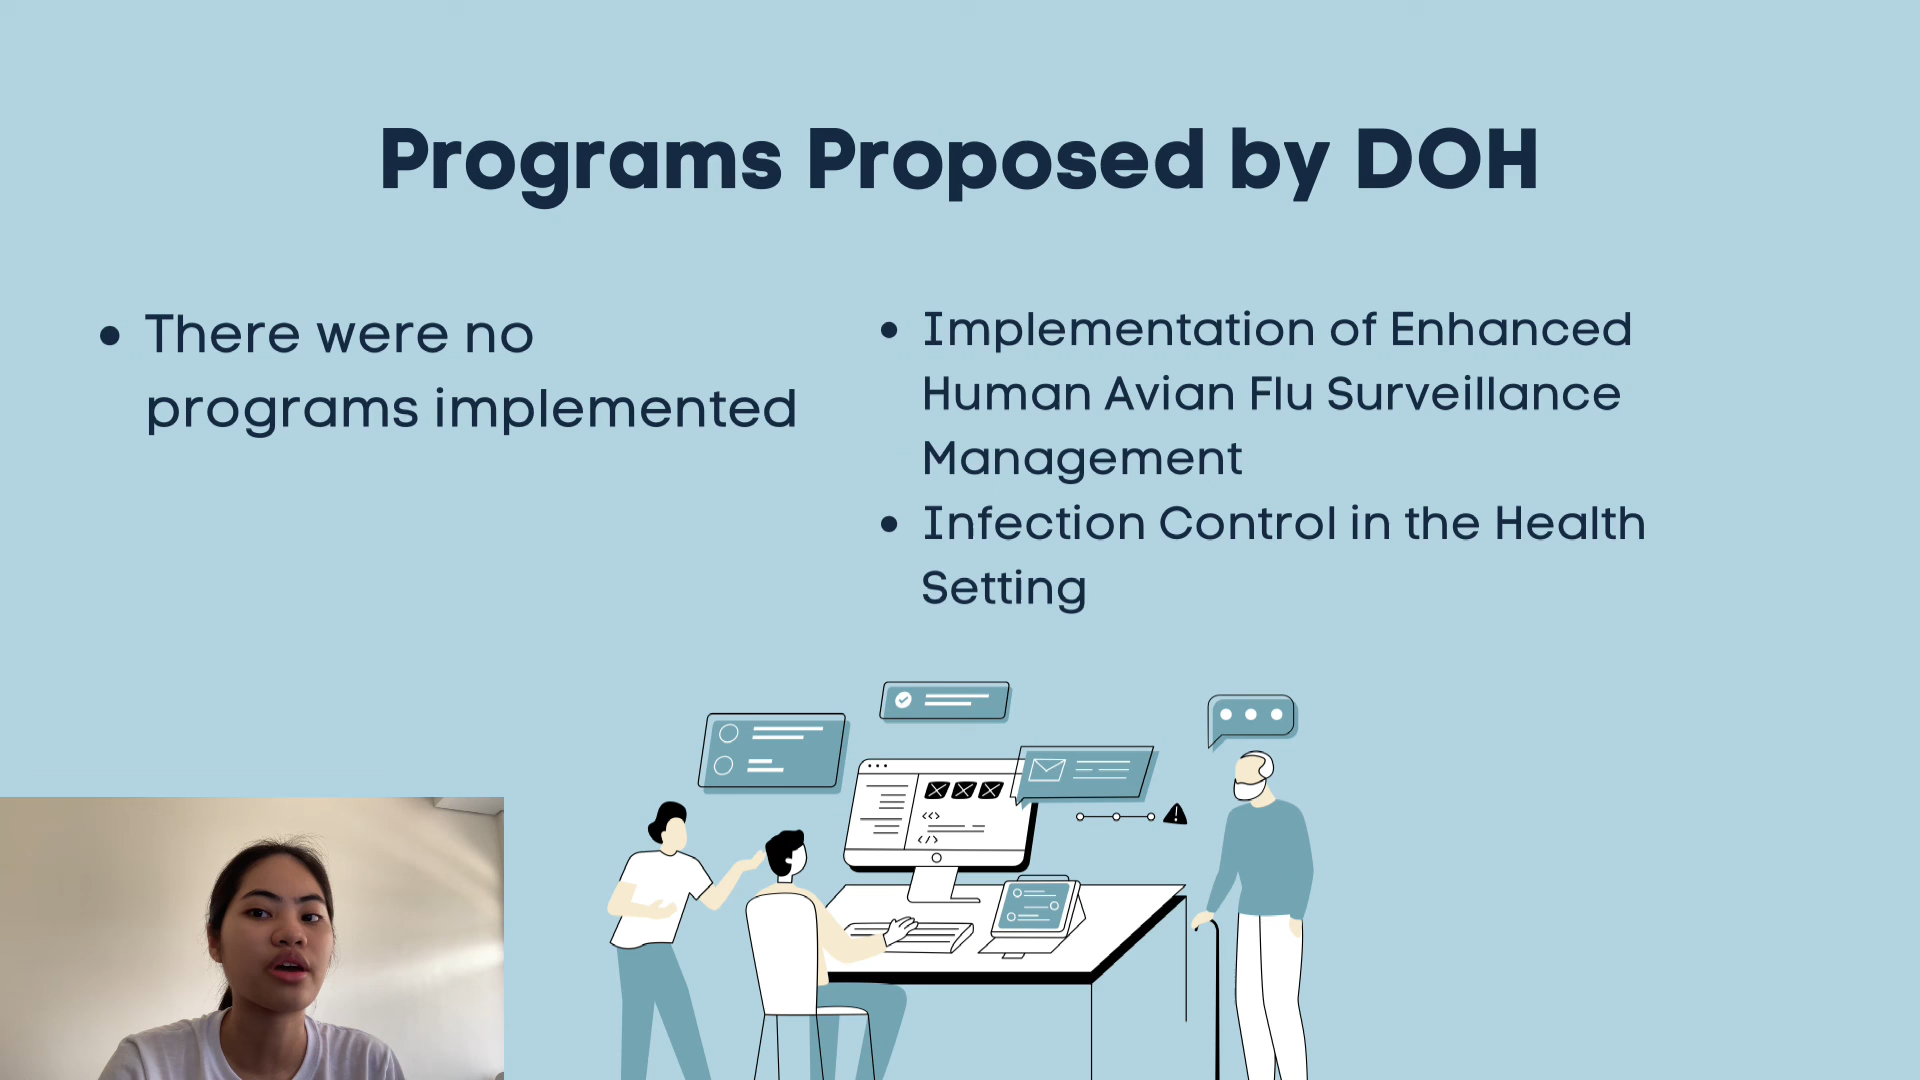 Programs Proposed by DOH
• There were no
programs implemented
• Implementation of Enhanced
Human Avian Flu Surveillance
Management
• Infection Control in the Health
Setting